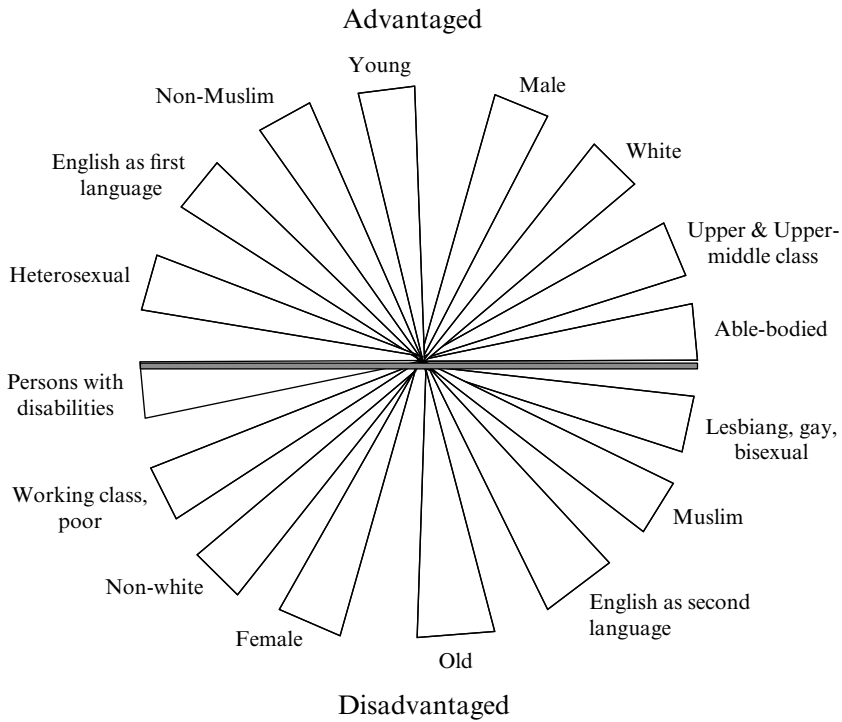 Advantaged
Young
Male
Non-Muslim
White
English as first
language
Upper & Upper-
middle class
Heterosexual
Able-bodied
Persons with
disabilities
Lesbiang, gay,
bisexual
Working class,
poor
Muslim
Non-white
English as second
language
Female
Old
Disadvantaged